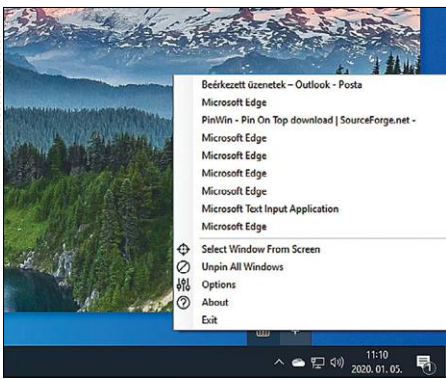 Beérkezett üzenetek – Outlook - Posta
Microsoft Edge
PinWin - Pin On Top download | SourceForge.net -
Microsoft Edge
Microsoft Edge
Microsoft Edge
Microsoft Edge
Microsoft Text Input Application
Microsoft Edge
Select Window From Screen
Unpin All Windows
Options
About
Exit
11:10
2020. 01. 05.
1